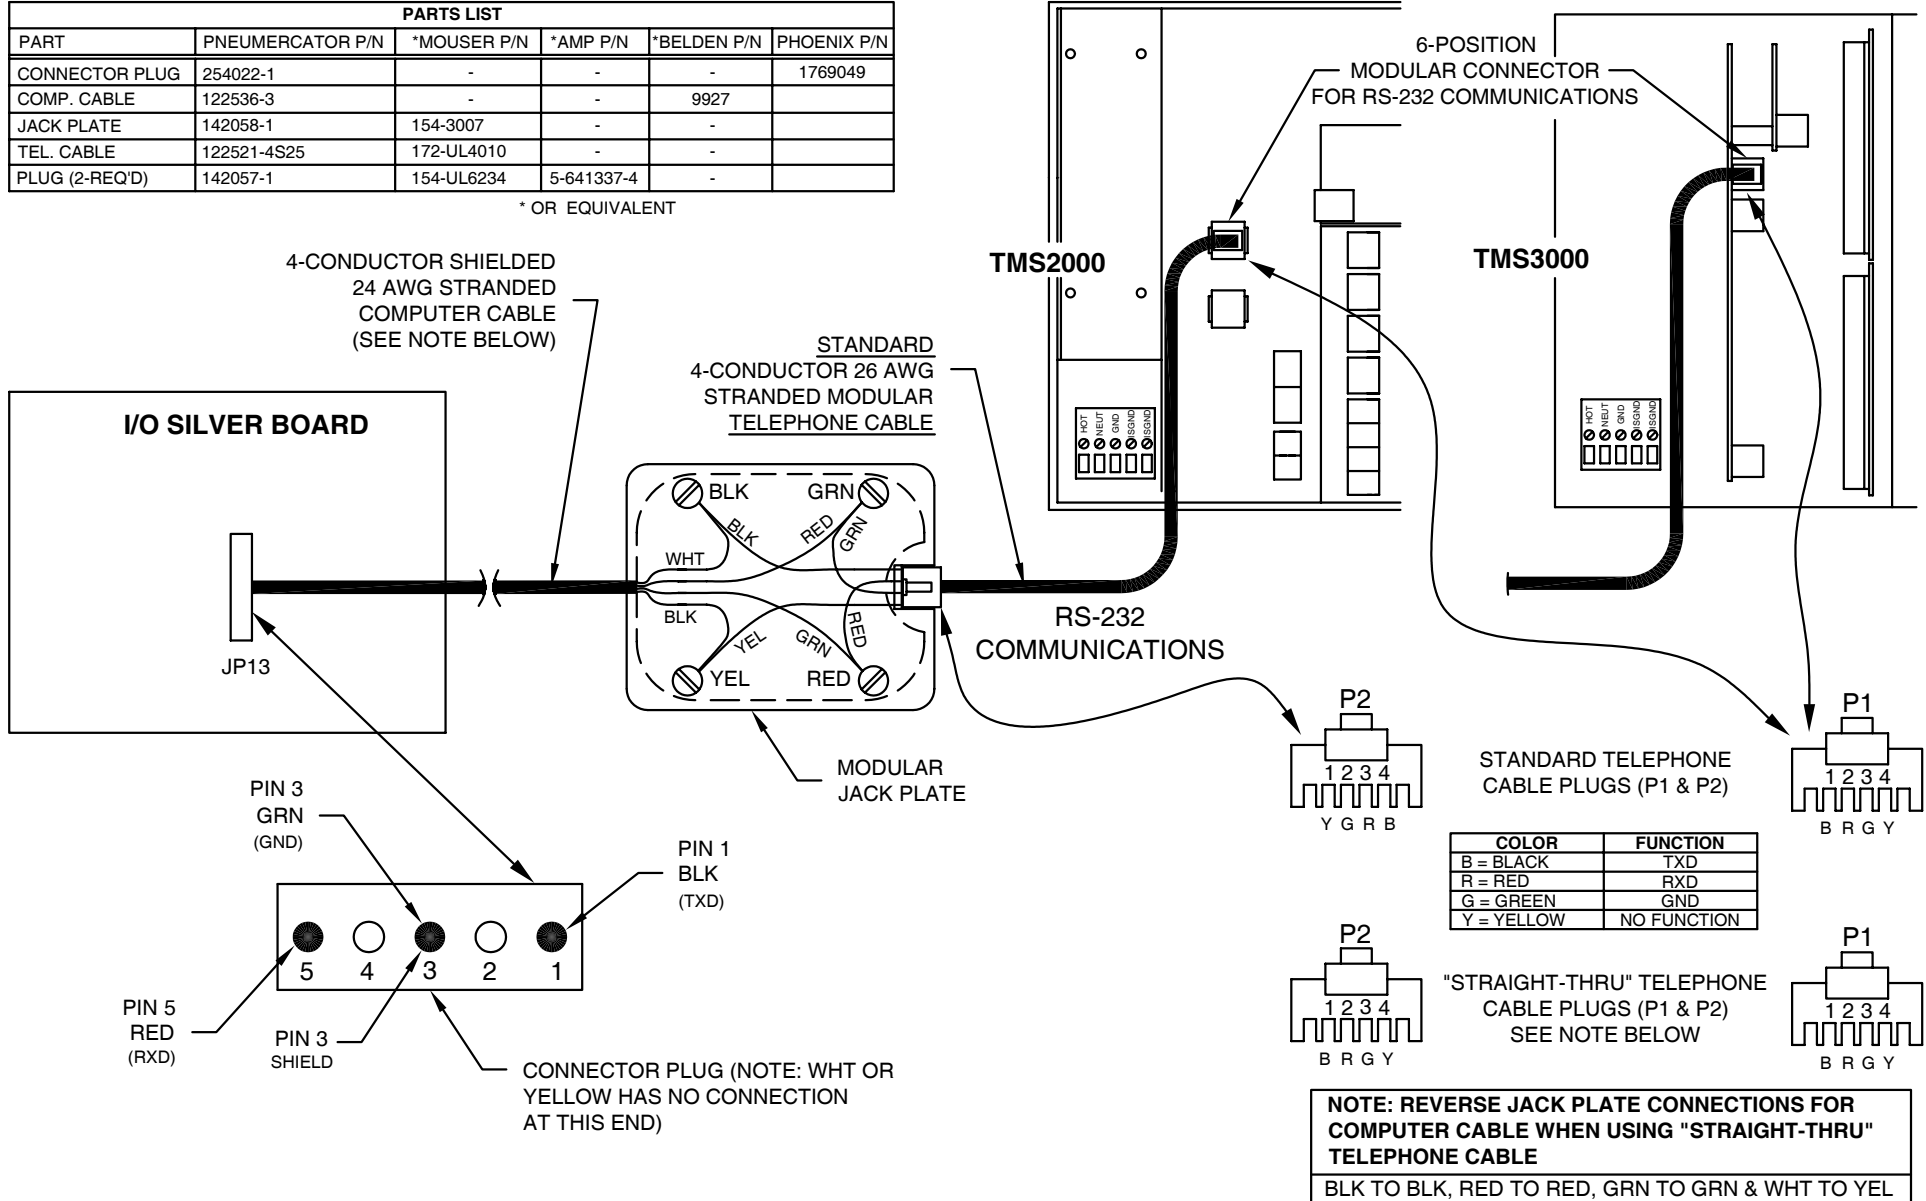 PARTS LIST
PART PNEUMERCATOR P/N *MOUSER P/N *AMP P/N *BELDEN P/N PHOENIX P/N
CONNECTOR PLUG 254022-1 - - - 1769049
COMP. CABLE 122536-3 - - 9927
JACK PLATE 142058-1 154-3007 - -
TEL. CABLE 122521-4S25 172-UL4010 - -
PLUG (2-REQ'D) 142057-1 154-UL6234 5-641337-4 -
* OR EQUIVALENT
6-POSITION
MODULAR CONNECTOR
FOR RS-232 COMMUNICATIONS
TMS2000
TMS3000
HOT
NEUT
GND
ISGND
ISGND
HOT
NEUT
GND
ISGND
ISGND
4-CONDUCTOR SHIELDED
24 AWG STRANDED
COMPUTER CABLE
(SEE NOTE BELOW)
STANDARD
4-CONDUCTOR 26 AWG
STRANDED MODULAR
TELEPHONE CABLE
I/O SILVER BOARD
JP13
BLK
GRN
BLK
RED
GRN
WHT
BLK
YEL
GRN
RED
YEL
RED
RS-232
COMMUNICATIONS
MODULAR
JACK PLATE
PIN 3
GRN
(GND)
PIN 1
BLK
(TXD)
5 4 3 2 1
PIN 5
RED
(RXD)
PIN 3
SHIELD
CONNECTOR PLUG (NOTE: WHT OR
YELLOW HAS NO CONNECTION
AT THIS END)
P2
1 2 3 4
Y G R B
STANDARD TELEPHONE
CABLE PLUGS (P1 & P2)
P1
1 2 3 4
B R G Y
COLOR FUNCTION
B = BLACK TXD
R = RED RXD
G = GREEN GND
Y = YELLOW NO FUNCTION
P2
1 2 3 4
B R G Y
"STRAIGHT-THRU" TELEPHONE
CABLE PLUGS (P1 & P2)
SEE NOTE BELOW
P1
1 2 3 4
B R G Y
NOTE: REVERSE JACK PLATE CONNECTIONS FOR
COMPUTER CABLE WHEN USING "STRAIGHT-THRU"
TELEPHONE CABLE
BLK TO BLK, RED TO RED, GRN TO GRN & WHT TO YEL